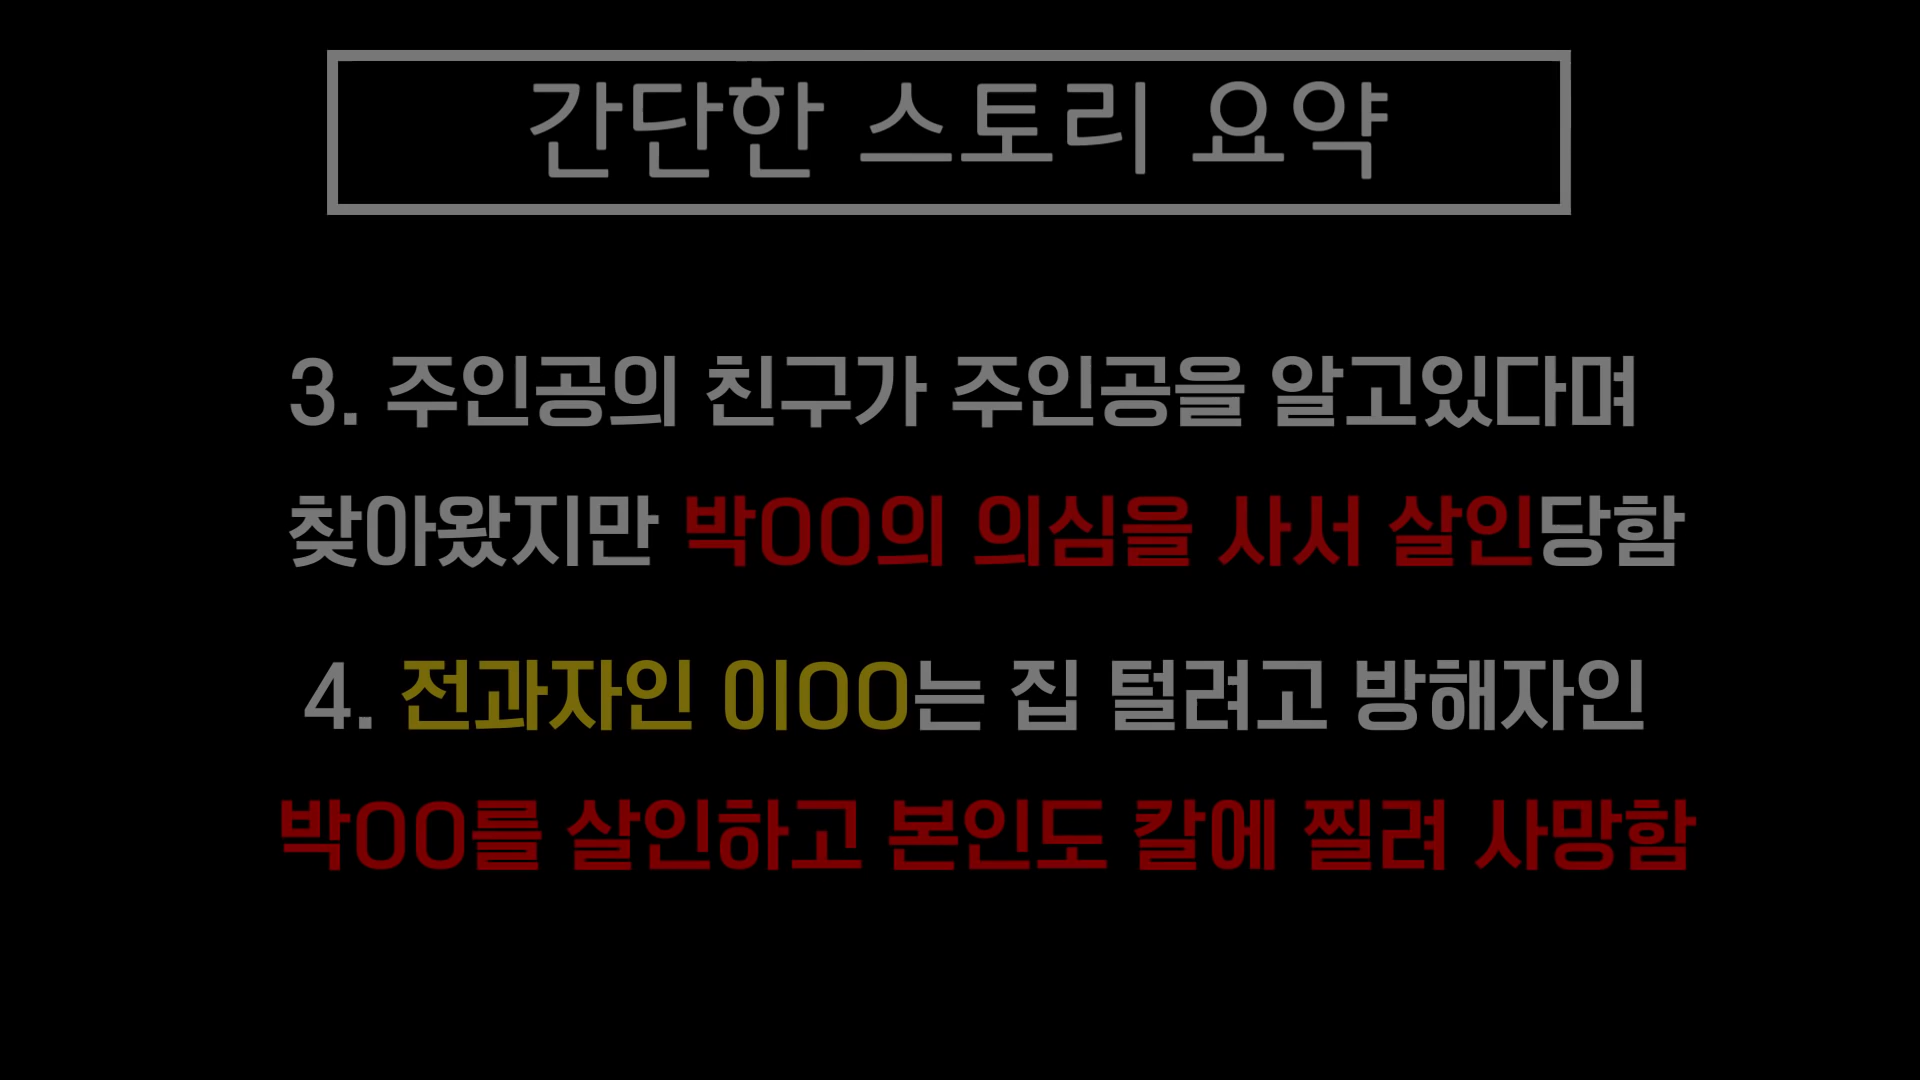 간단한 스토리 요약
3. 주인공의 친구가 주인공을 알고있다며
찾아왔지만 박OO의 의심을 사서 살인당함
4. 전과자인 이OO는 집 털려고 방해자인
박OO를 살인하고 본인도 칼에 찔려 사망함